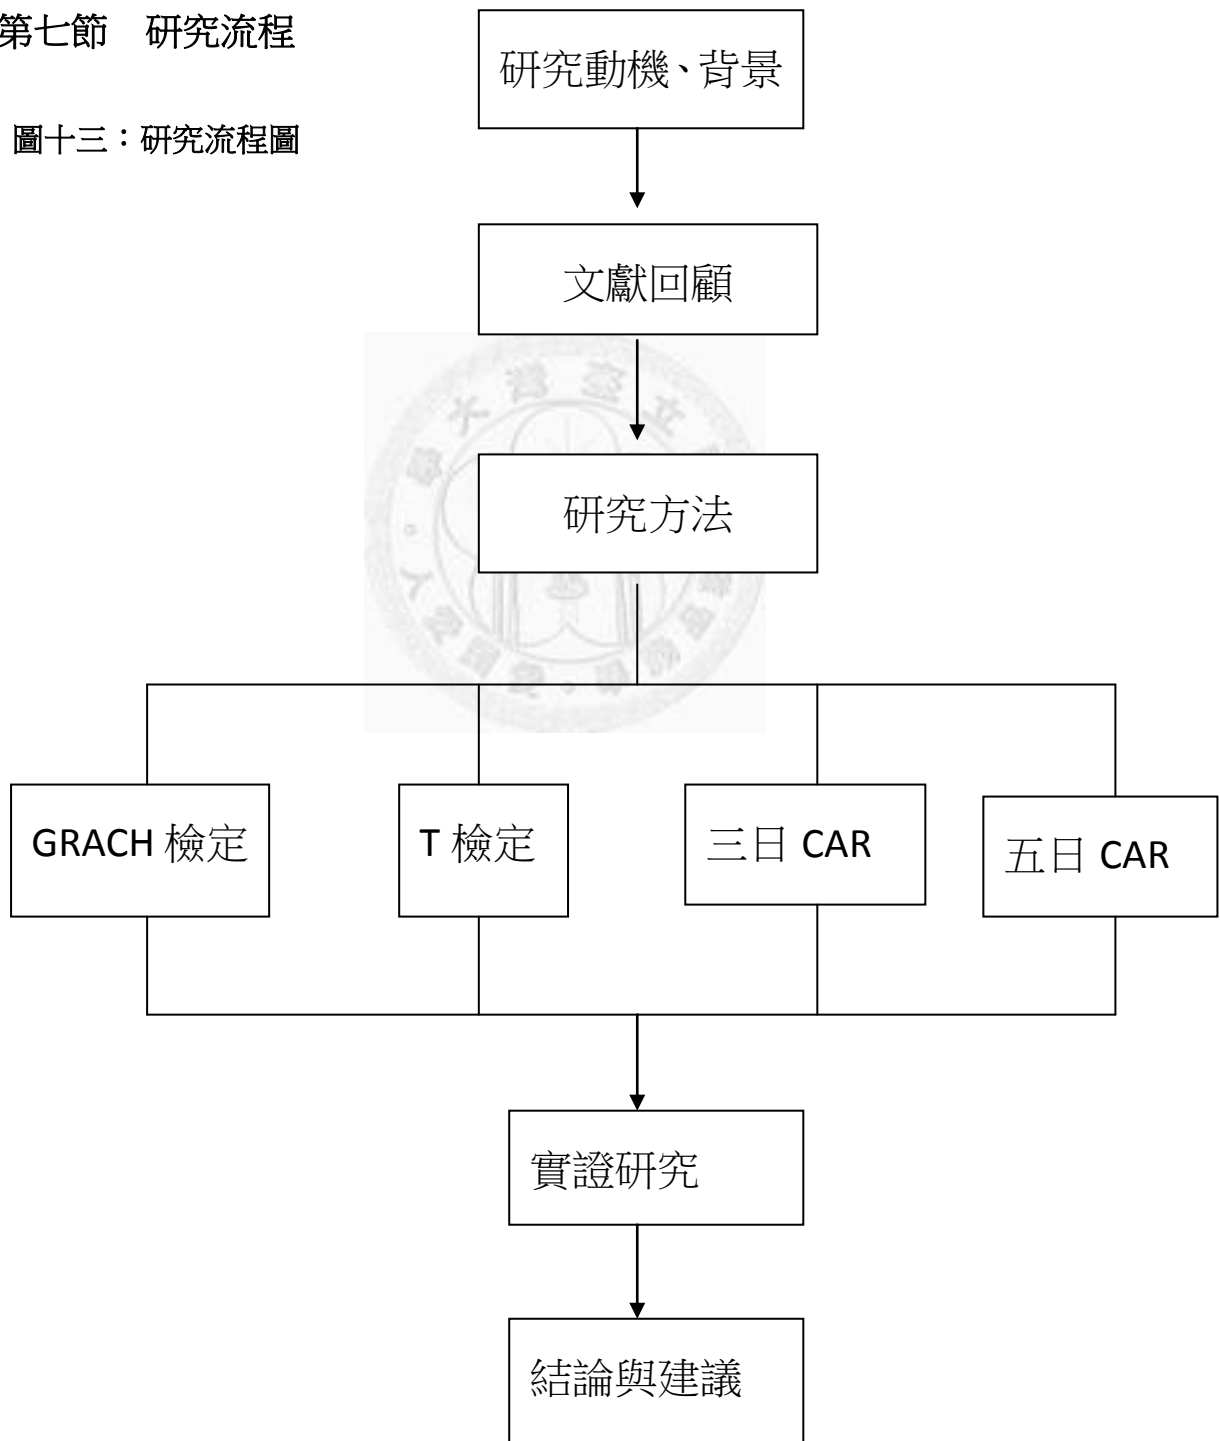 第七節　研究流程
圖十三：研究流程圖
研究動機、背景
文獻回顧
研究方法
GRACH 檢定
T 檢定
三日 CAR
五日 CAR
實證研究
結論與建議